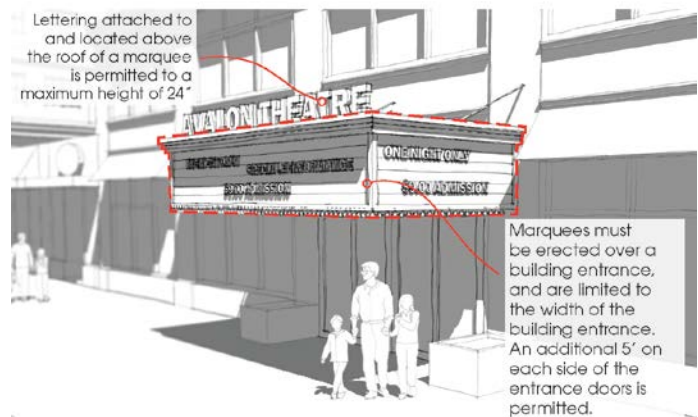 Lettering attached to
and located above
the roof of a marquee
is permitted to a
maximum height of 24"
AVALON THEATRE
ONE NIGHT ONLY
ADMISSION
ADMISSION
Marquees must
be erected over a
building entrance,
and are limited to
the width of the
building entrance.
An additional 5' on
each side of the
entrance doors is
permitted.